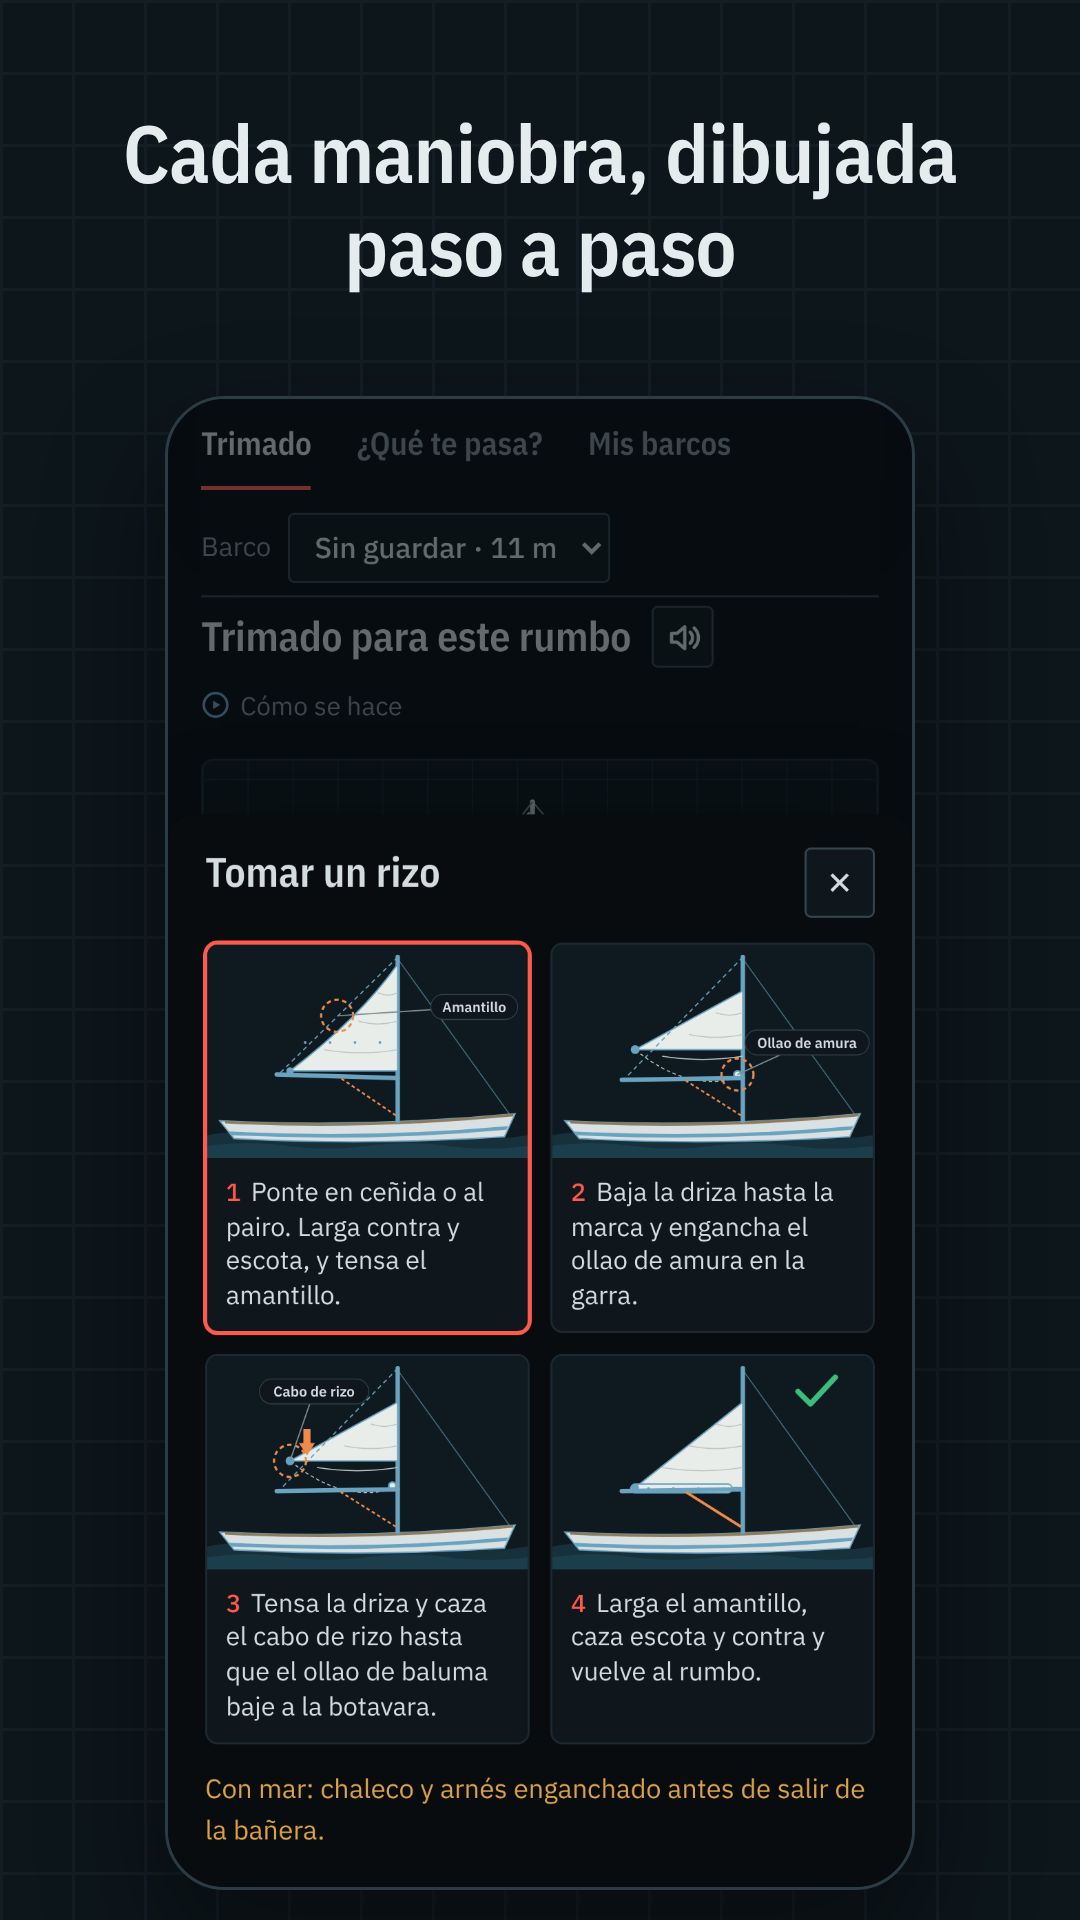 Cada maniobra, dibujada
paso a paso
Trimado
¿Qué te pasa?
Mis barcos
Barco
Sin guardar · 11 m
Trimado para este rumbo
Cómo se hace
Tomar un rizo
Amantillo
1 Ponte en ceñida o al
pairo. Larga contra y
escota, y tensa el
amantillo.
Ollao de amura
2 Baja la driza hasta la
marca y engancha el
ollao de amura en la
garra.
Cabo de rizo
3 Tensa la driza y caza
el cabo de rizo hasta
que el ollao de baluma
baje a la botavara.
4 Larga el amantillo,
caza escota y contra y
vuelve al rumbo.
Con mar: chaleco y arnés enganchado antes de salir de
la bañera.